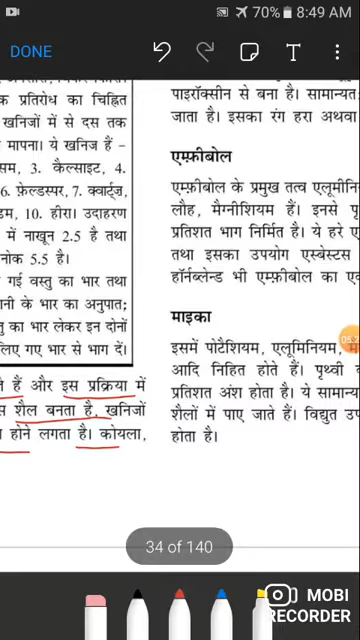 70% 8:49 AM
DONE
T
क प्रतिरोध का चिह्नित
खनिजों में से दस तक
मापना। ये खनिज हैं –
सम, 3. कैल्साइट, 4.
6. फ़ेल्डस्पर, 7. क्वार्ट्ज,
डम, 10. हीरा। उदाहरण
में नाखून 2.5 है तथा
नोक 5.5 है।
गई वस्तु का भार तथा
ानी के भार का अनुपात;
तु का भार लेकर इन दोनों
लिए गए भार से भाग दें।
ते हैं और इस प्रक्रिया में
स शैल बनता है, खनिजों
होने लगता है। कोयला,
पाइरॉक्सीन से बना है। सामान्यत:
जाता है। इसका रंग हरा अथवा
एम्फ़ीबोल
एम्फ़ीबोल के प्रमुख तत्व एलूमिनि
लौह, मैग्नीशियम हैं। इनसे पृ
प्रतिशत भाग निर्मित है। ये हरे ए
तथा इसका उपयोग एस्बेस्टस
हॉर्नब्लेन्ड भी एम्फ़ीबोल का ए
माइका
इसमें पोटैशियम, एलूमिनियम, मै
आदि निहित होते हैं। पृथ्वी व
प्रतिशत अंश होता है। ये सामान्य
शैलों में पाए जाते हैं। विद्युत उप
होता है।
34 of 140
MOBI
RECORDER